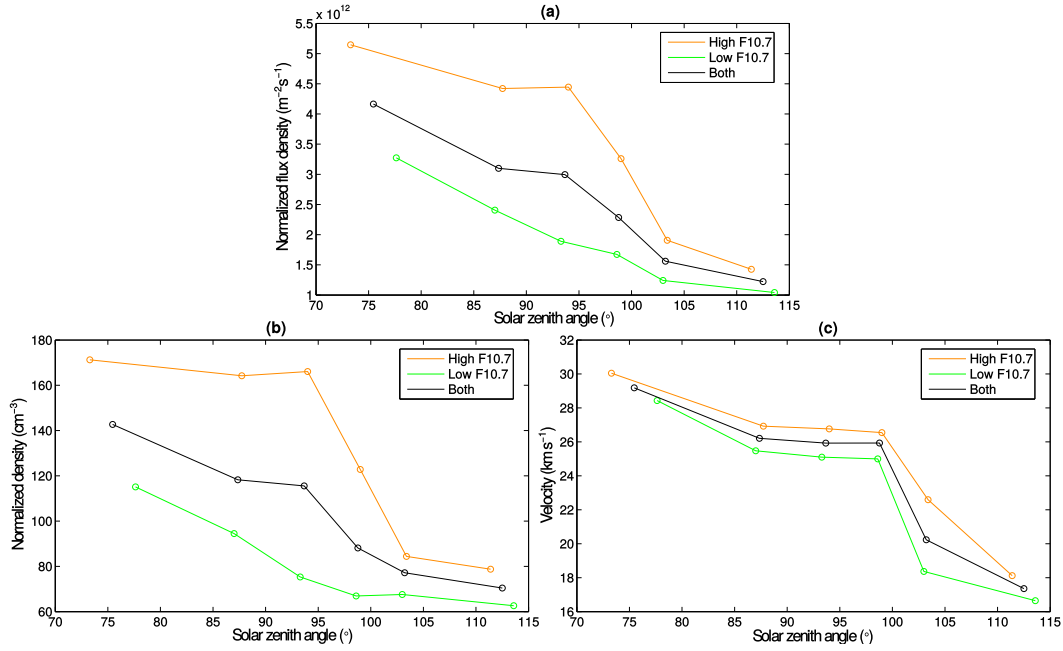 (a)
x 10^12
5.5
5
4.5
4
3.5
3
2.5
2
1.5
1
Normalized flux density (m−2s−1)
High F10.7
Low F10.7
Both
70 75 80 85 90 95 100 105 110 115
Solar zenith angle (°)
(b)
180
160
140
120
100
80
60
Normalized density (cm−3)
High F10.7
Low F10.7
Both
70 75 80 85 90 95 100 105 110 115
Solar zenith angle (°)
(c)
32
30
28
26
24
22
20
18
16
Velocity (km s−1)
High F10.7
Low F10.7
Both
70 75 80 85 90 95 100 105 110 115
Solar zenith angle (°)